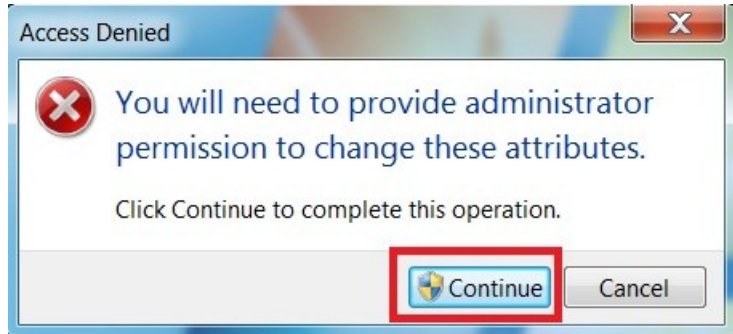 Access Denied
You will need to provide administrator
permission to change these attributes.
Click Continue to complete this operation.
Continue
Cancel